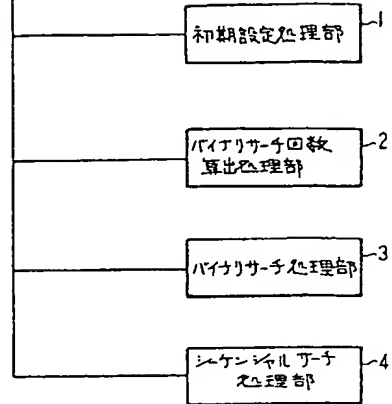 初期設定処理部
1
バイナリサーチ回数
算出処理部
2
バイナリサーチ処理部
3
シーケンシャルサーチ
処理部
4